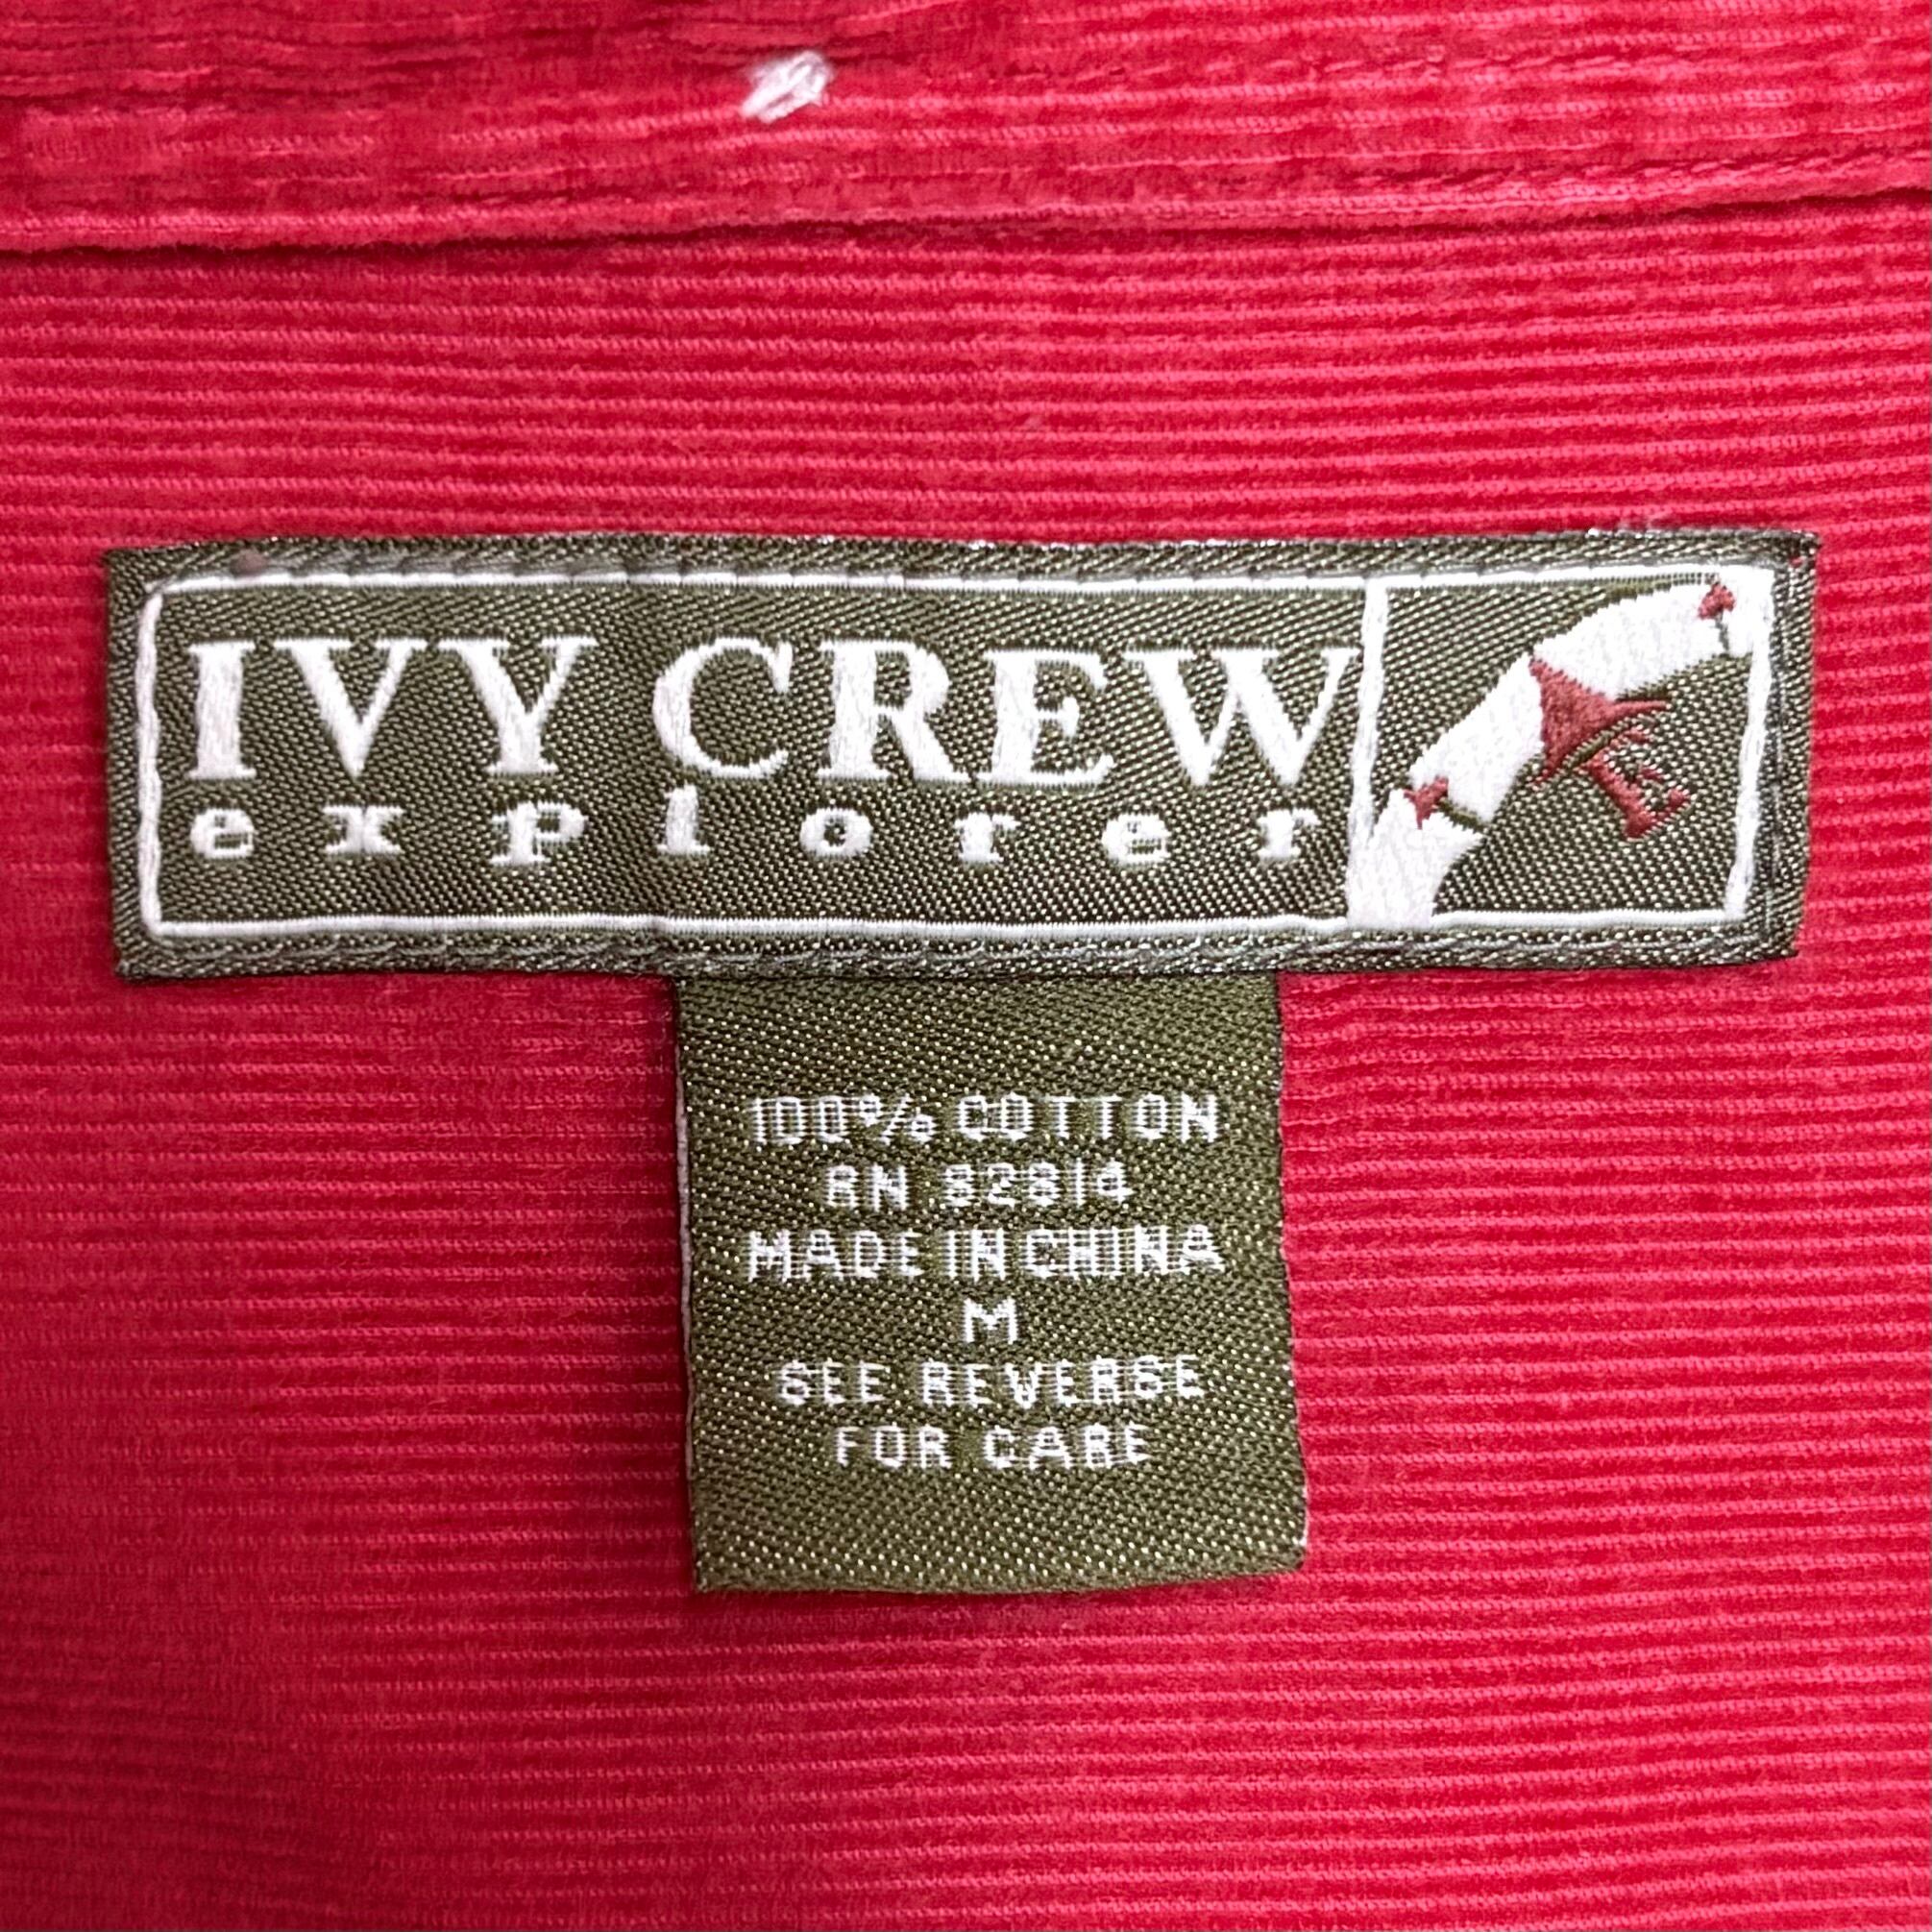 IVY CREW
explorer
E
100% COTTON
RN 82814
MADE IN CHINA
M
SEE REVERSE
FOR CARE